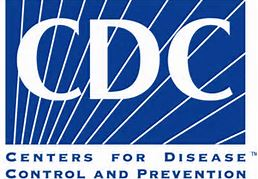 CDC
CENTERS FOR DISEASE™
CONTROL AND PREVENTION